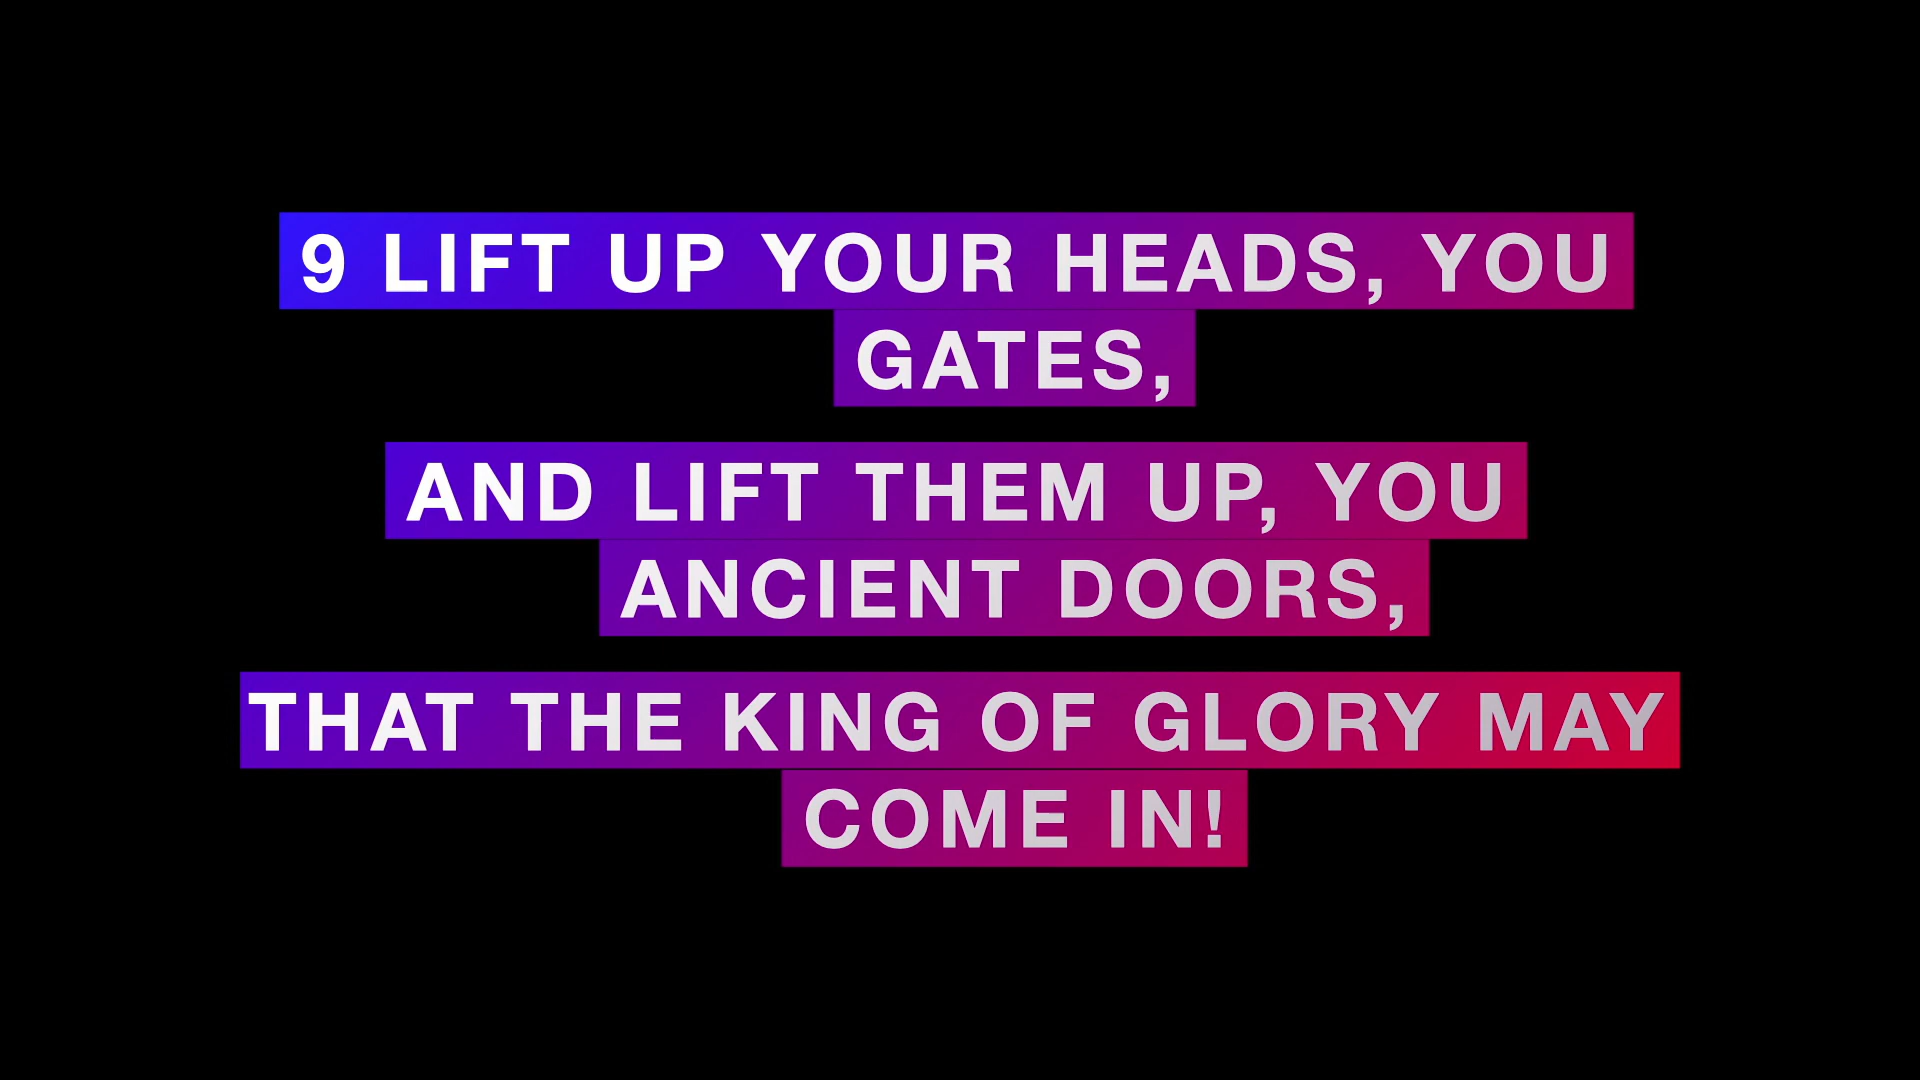 9 LIFT UP YOUR HEADS, YOU
GATES,
AND LIFT THEM UP, YOU
ANCIENT DOORS,
THAT THE KING OF GLORY MAY
COME IN!